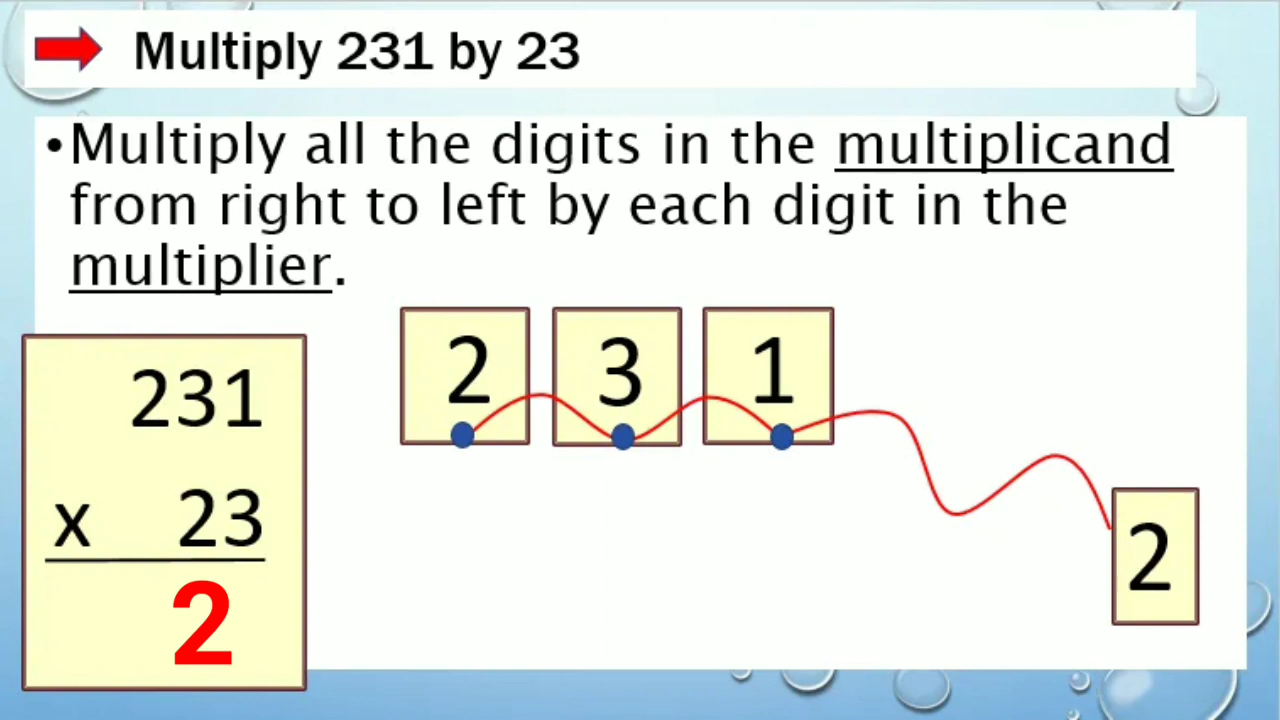 Multiply 231 by 23
•Multiply all the digits in the multiplicand
from right to left by each digit in the
multiplier.
2 3 1
231
x 23
2
2